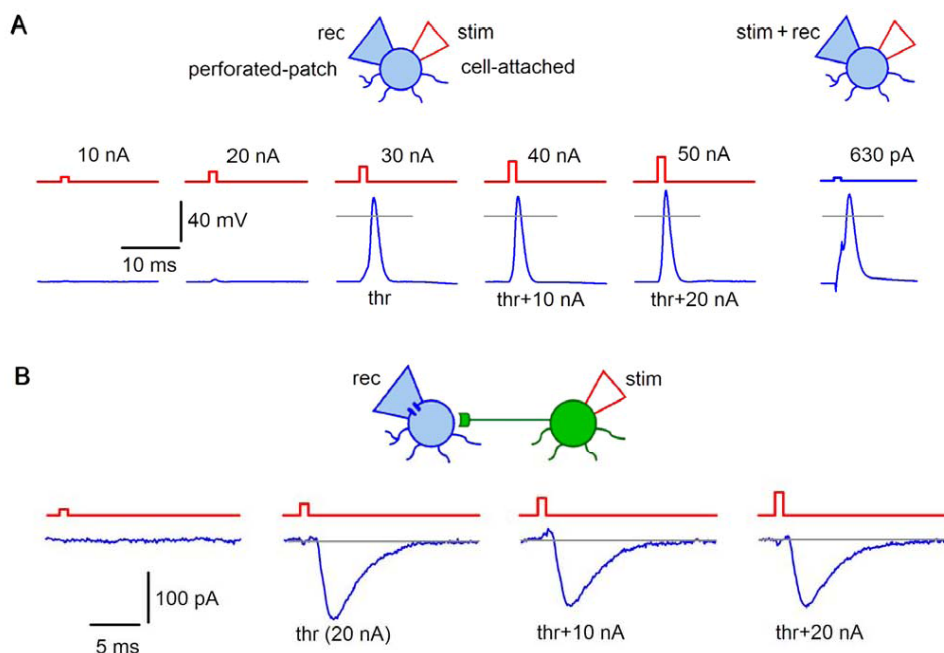 A
rec
stim
stim + rec
perforated-patch
cell-attached
10 nA
20 nA
30 nA
40 nA
50 nA
630 pA
40 mV
10 ms
thr
thr+10 nA
thr+20 nA
B
rec
stim
100 pA
5 ms
thr (20 nA)
thr+10 nA
thr+20 nA